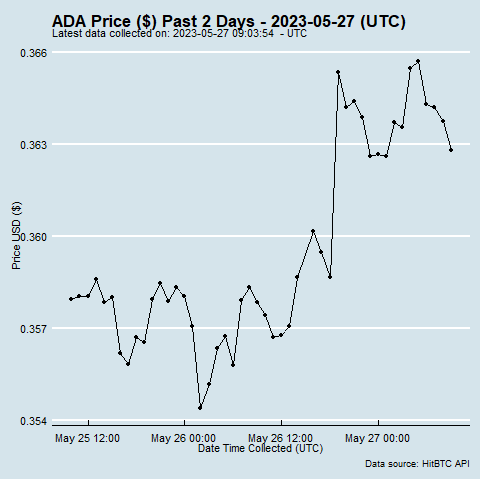 ADA Price ($) Past 2 Days - 2023-05-27 (UTC)
Latest data collected on: 2023-05-27 09:03:54  - UTC
0.366
0.363
0.360
0.357
0.354
Price USD ($)
May 25 12:00 May 26 00:00 May 26 12:00 May 27 00:00
Date Time Collected (UTC)
Data source: HitBTC API